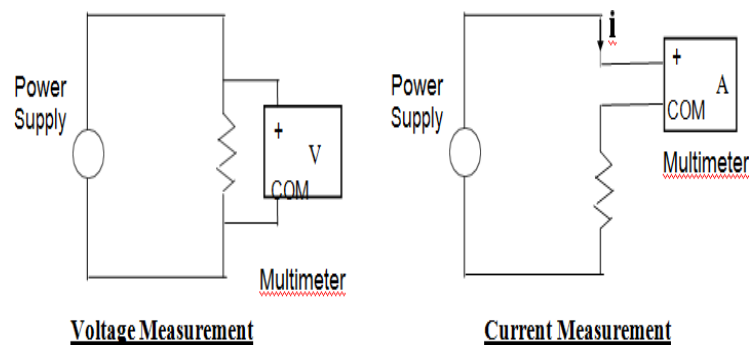 Power
Supply
+
V
COM
Multimeter
Voltage Measurement
i
Power
Supply
+
A
COM
Multimeter
Current Measurement